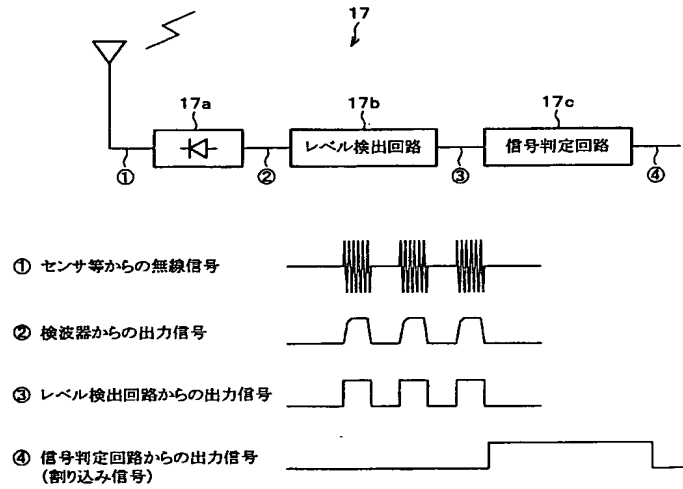 17
17a
17b
17c
レベル検出回路
信号判定回路
①
②
③
④
① センサ等からの無線信号
② 検波器からの出力信号
③ レベル検出回路からの出力信号
④ 信号判定回路からの出力信号
(割り込み信号)